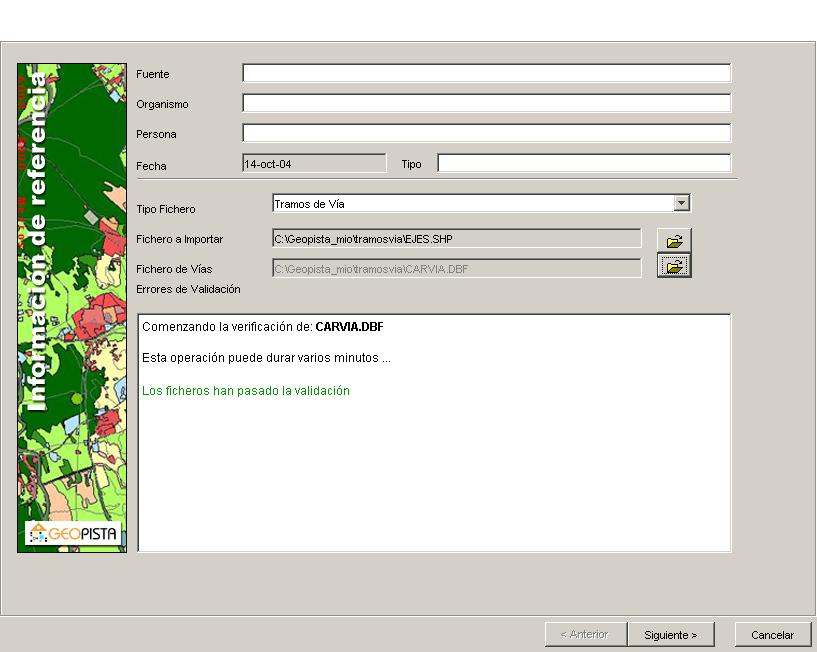 Información de referencia
GEOPISTA
Fuente
Organismo
Persona
Fecha 14-oct-04 Tipo
Tipo Fichero Tramos de Vía
Fichero a Importar C:\Geopista_mio\tramosvia\EJES.SHP
Fichero de Vías C:\Geopista_mio\tramosvia\CARVIA.DBF
Errores de Validación
Comenzando la verificación de: CARVIA.DBF
Esta operación puede durar varios minutos ...
Los ficheros han pasado la validación
< Anterior Siguiente > Cancelar